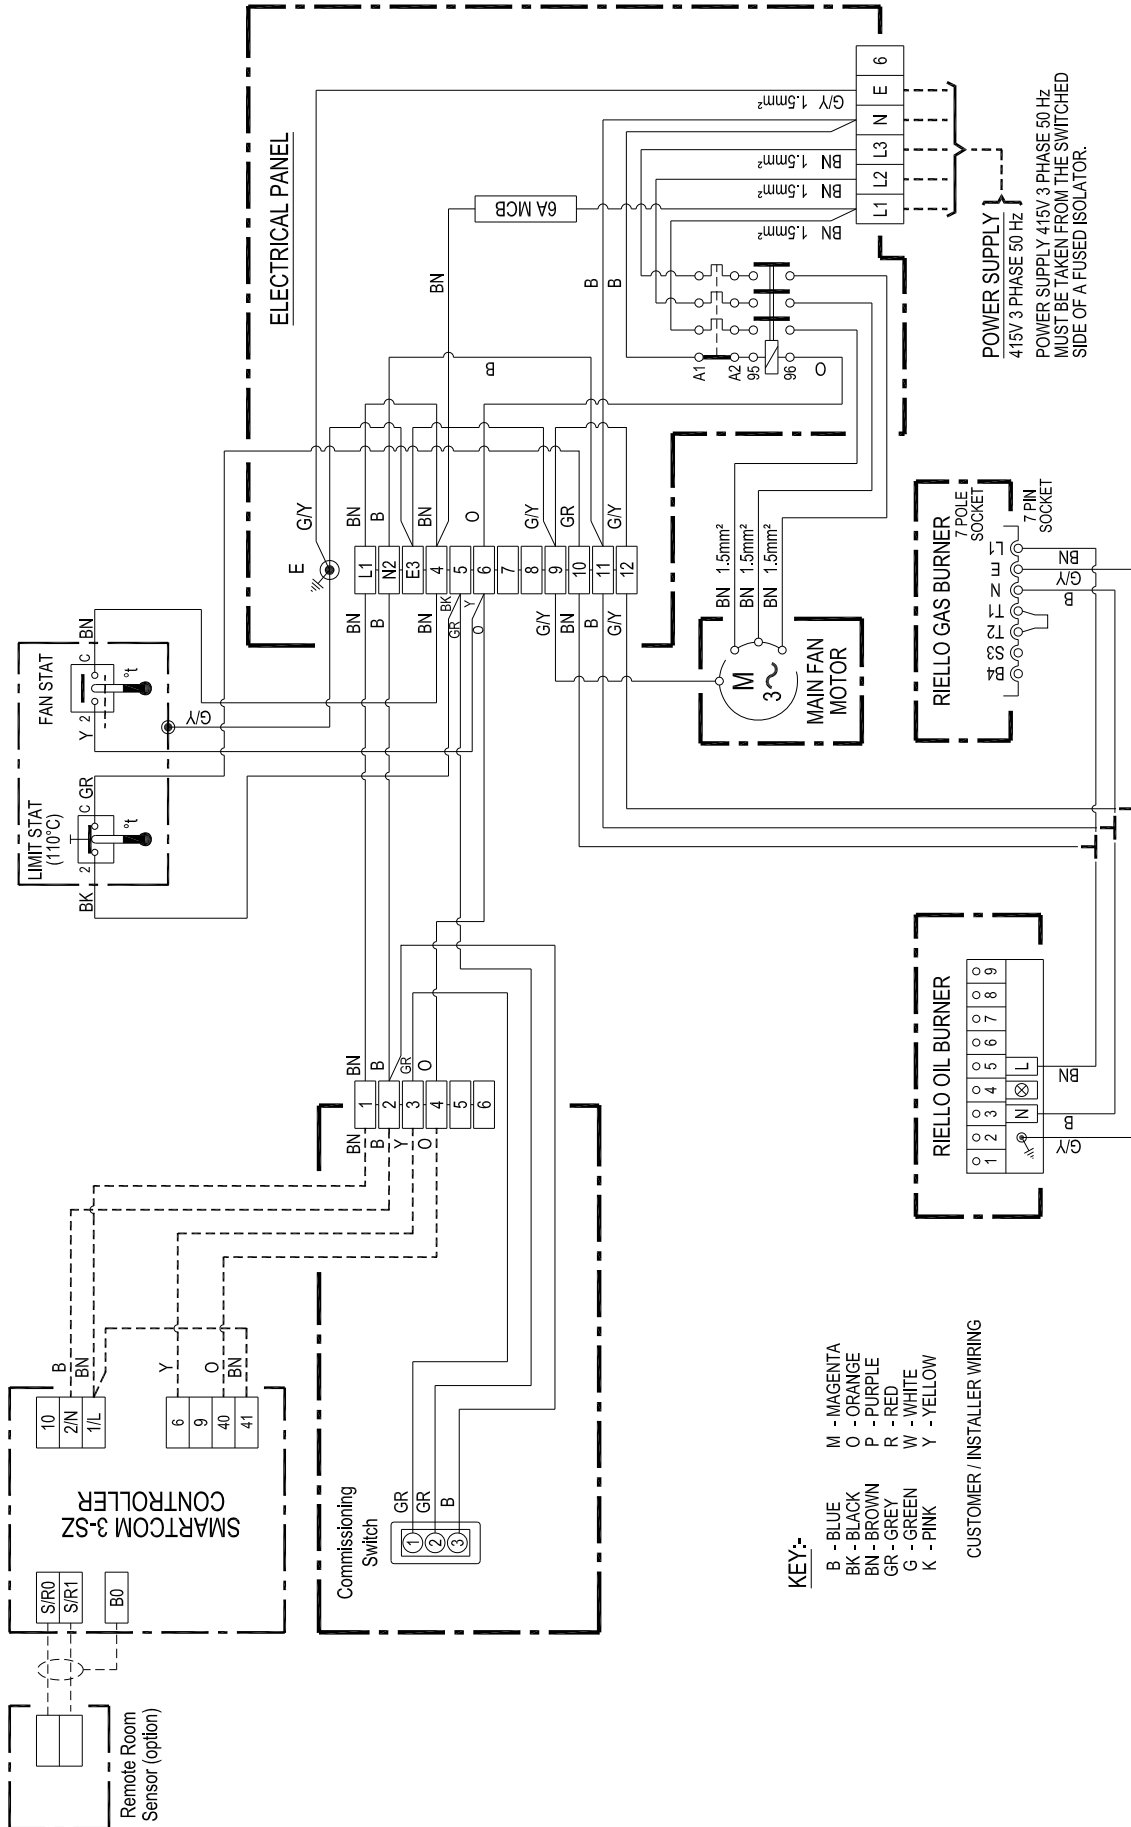 ELECTRICAL PANEL
6
E
N
L3
L2
L1
G/Y 1.5mm²
BN 1.5mm²
BN 1.5mm²
BN 1.5mm²
6A MCB
BN
B
B
B
POWER SUPPLY
415V 3 PHASE 50 Hz
POWER SUPPLY 415V 3 PHASE 50 Hz
MUST BE TAKEN FROM THE SWITCHED
SIDE OF A FUSED ISOLATOR.
A1
A2
95
96
O
E
G/Y
BN
B
BN
O
G/Y
GR
B
G/Y
L1
N2
E3
4
5
6
7
8
9
10
11
12
BN
B
BN
BK
GR
Y
O
G/Y
BN
B
G/Y
FAN STAT
BN
C
2
Y
°t
G/Y
LIMIT STAT
(110°C)
GR
C
2
BK
°t
BN 1.5mm²
BN 1.5mm²
BN 1.5mm²
M
3~
MAIN FAN
MOTOR
RIELLO GAS BURNER
7 POLE
SOCKET
7 PIN
SOCKET
L1
E
N
T1
T2
S3
B4
BN
G/Y
B
RIELLO OIL BURNER
9
8
7
6
5
4
3
2
1
L
N
BN
B
G/Y
BN
B
GR
O
1
2
3
4
5
6
BN
B
Y
O
SMARTCOM 3-SZ
CONTROLLER
10
2/N
1/L
B
BN
6
9
40
41
Y
O
BN
S/R0
S/R1
B0
Remote Room
Sensor (option)
Commissioning
Switch
GR
GR
B
1
2
3
KEY:-
B - BLUE
BK - BLACK
BN - BROWN
GR - GREY
G - GREEN
K - PINK
M - MAGENTA
O - ORANGE
P - PURPLE
R - RED
W - WHITE
Y - YELLOW
CUSTOMER / INSTALLER WIRING